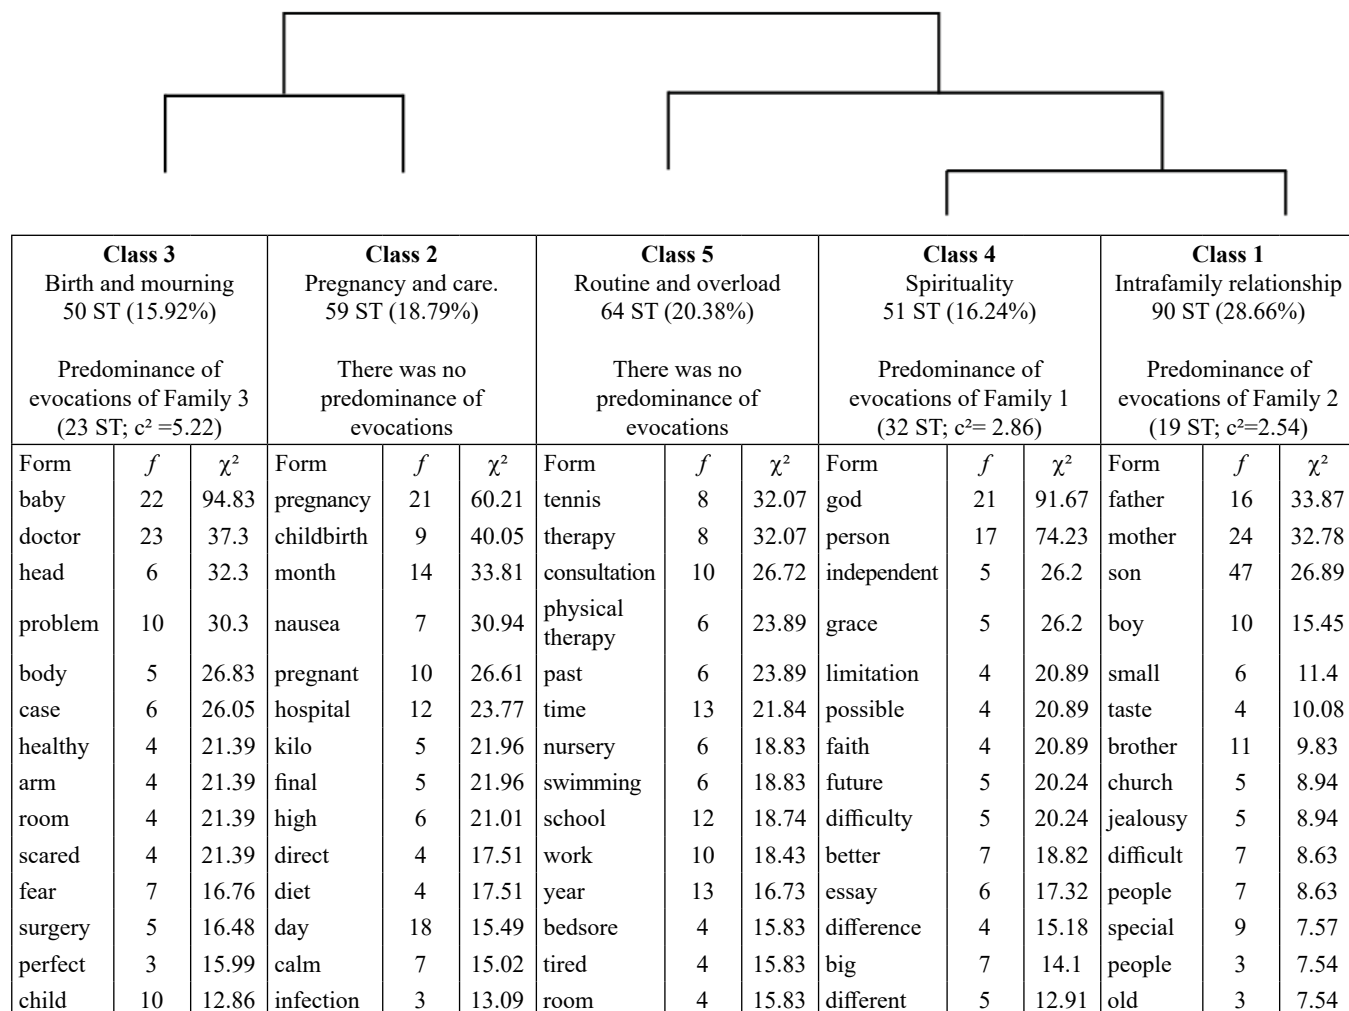 Class 3 Class 2 Class 5 Class 4 Class 1
Birth and mourning Pregnancy and care. Routine and overload Spirituality Intrafamily relationship
50 ST (15.92%) 59 ST (18.79%) 64 ST (20.38%) 51 ST (16.24%) 90 ST (28.66%)
Predominance of There was no There was no Predominance of Predominance of
evocations of Family 3 predominance of predominance of evocations of Family 1 evocations of Family 2
(23 ST; c² =5.22) evocations evocations (32 ST; c²= 2.86) (19 ST; c²=2.54)
Form f χ² Form f χ² Form f χ² Form f χ² Form f χ²
baby 22 94.83 pregnancy 21 60.21 tennis 8 32.07 god 21 91.67 father 16 33.87
doctor 23 37.3 childbirth 9 40.05 therapy 8 32.07 person 17 74.23 mother 24 32.78
head 6 32.3 month 14 33.81 consultation 10 26.72 independent 5 26.2 son 47 26.89
problem 10 30.3 nausea 7 30.94 physical therapy 6 23.89 grace 5 26.2 boy 10 15.45
body 5 26.83 pregnant 10 26.61 past 6 23.89 limitation 4 20.89 small 6 11.4
case 6 26.05 hospital 12 23.77 time 13 21.84 possible 4 20.89 taste 4 10.08
healthy 4 21.39 kilo 5 21.96 nursery 6 18.83 faith 4 20.89 brother 11 9.83
arm 4 21.39 final 5 21.96 swimming 6 18.83 future 5 20.24 church 5 8.94
room 4 21.39 high 6 21.01 school 12 18.74 difficulty 5 20.24 jealousy 5 8.94
scared 4 21.39 direct 4 17.51 work 10 18.43 better 7 18.82 difficult 7 8.63
fear 7 16.76 diet 4 17.51 year 13 16.73 essay 6 17.32 people 7 8.63
surgery 5 16.48 day 18 15.49 bedsore 4 15.83 difference 4 15.18 special 9 7.57
perfect 3 15.99 calm 7 15.02 tired 4 15.83 big 7 14.1 people 3 7.54
child 10 12.86 infection 3 13.09 room 4 15.83 different 5 12.91 old 3 7.54